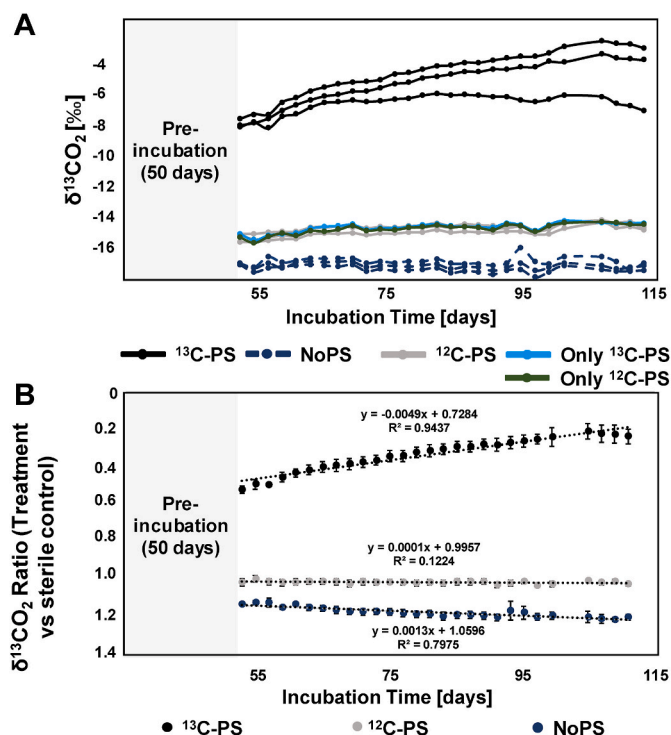 A
δ¹³CO₂ [‰]
-4
-6
-8
-10
-12
-14
-16
Pre-
incubation
(50 days)
55 75 95 115
Incubation Time [days]
¹³C-PS NoPS ¹²C-PS Only ¹³C-PS
Only ¹²C-PS
B
δ¹³CO₂ Ratio (Treatment
vs sterile control)
0
0.2
0.4
0.6
0.8
1.0
1.2
1.4
Pre-
incubation
(50 days)
y = -0.0049x + 0.7284
R² = 0.9437
y = 0.0001x + 0.9957
R² = 0.1224
y = 0.0013x + 1.0596
R² = 0.7975
55 75 95 115
Incubation Time [days]
¹³C-PS ¹²C-PS NoPS